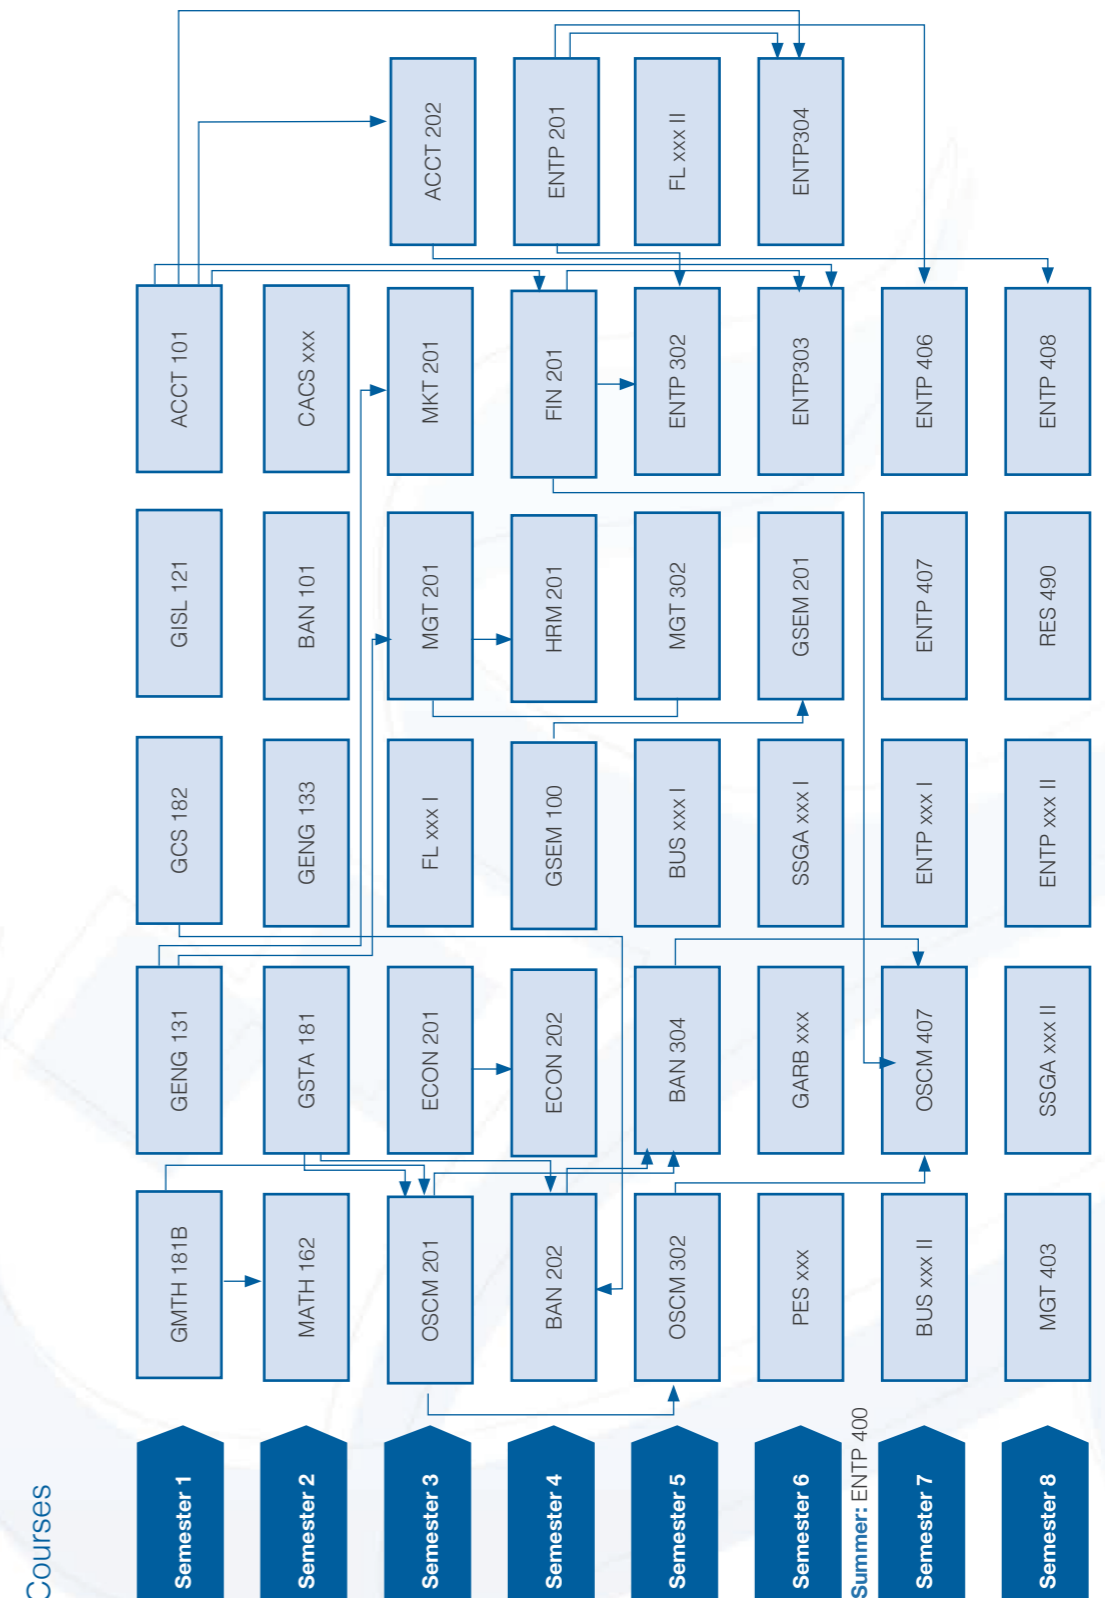 Courses
Semester 1
GMTH 181B
GENG 131
GCS 182
GISL 121
ACCT 101
Semester 2
MATH 162
GSTA 181
GENG 133
BAN 101
CACS xxx
Semester 3
OSCM 201
ECON 201
FL xxx I
MGT 201
MKT 201
ACCT 202
Semester 4
BAN 202
ECON 202
GSEM 100
HRM 201
FIN 201
ENTP 201
Semester 5
OSCM 302
BAN 304
BUS xxx I
MGT 302
ENTP 302
FL xxx II
Semester 6
PES xxx
GARB xxx
SSGA xxx I
GSEM 201
ENTP303
ENTP304
Summer: ENTP 400
Semester 7
BUS xxx II
OSCM 407
ENTP xxx I
ENTP 407
ENTP 406
Semester 8
MGT 403
SSGA xxx II
ENTP xxx II
RES 490
ENTP 408